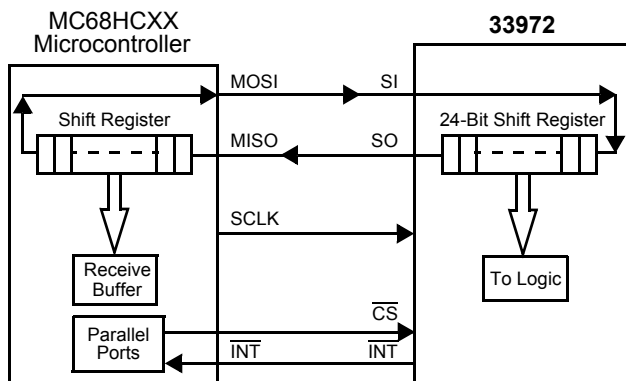 MC68HCXX
Microcontroller
33972
MOSI SI
Shift Register
24-Bit Shift Register
MISO SO
SCLK
Receive
Buffer
To Logic
CS
Parallel
Ports
INT INT